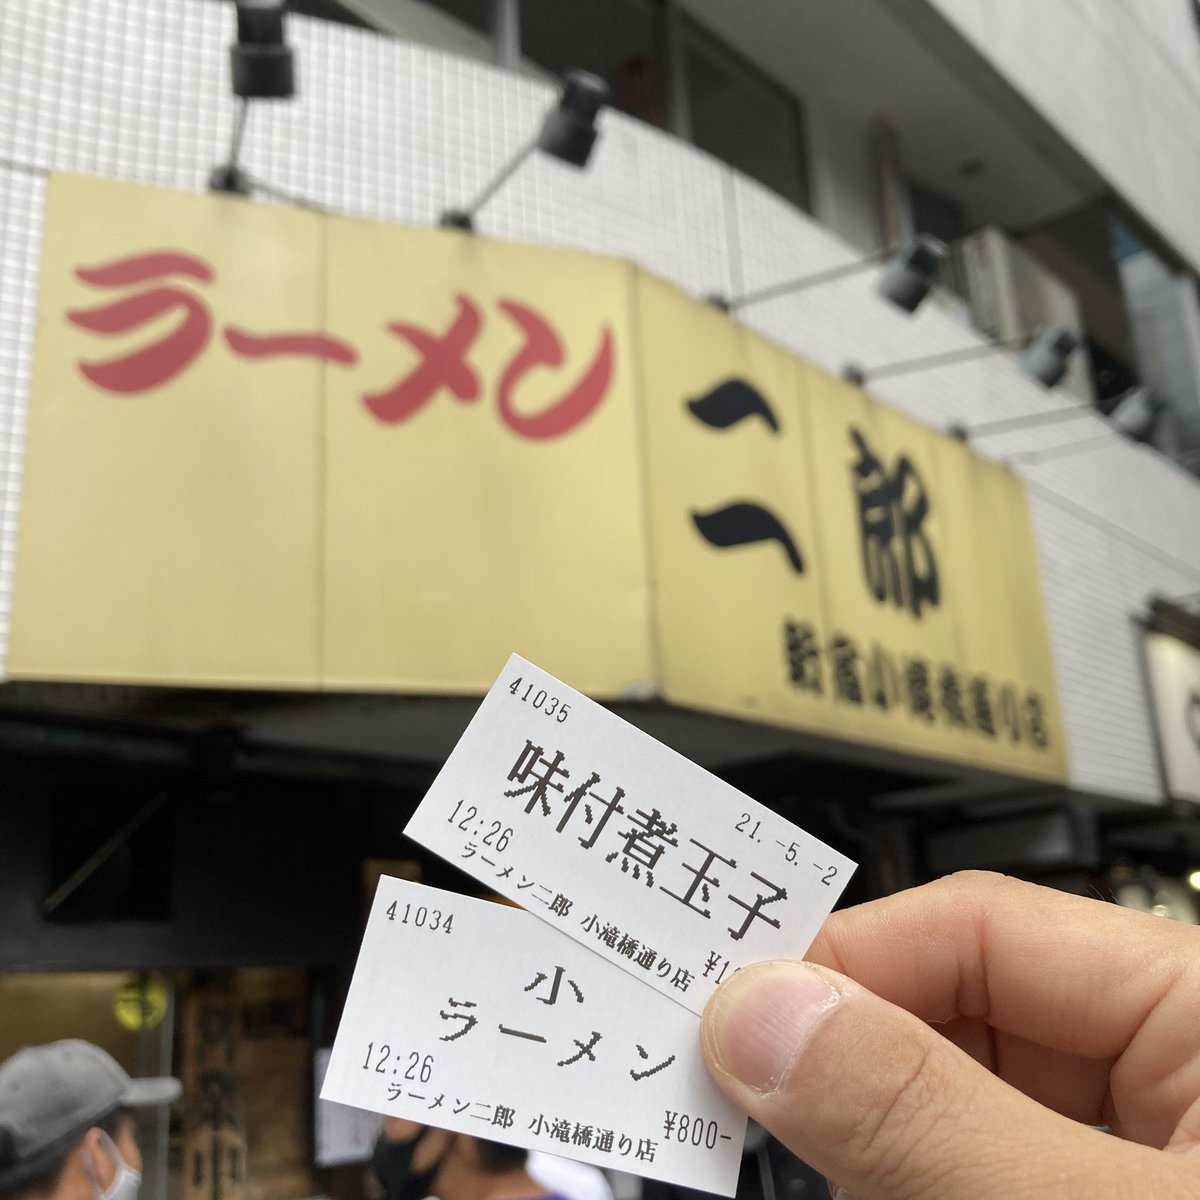 ラーメン 二郎
新宿小滝橋通り店
41035
21.-5.-2
味付煮玉子
12:26
ラーメン二郎 小滝橋通り店
41034
小
ラーメン
12:26
¥800-
ラーメン二郎 小滝橋通り店